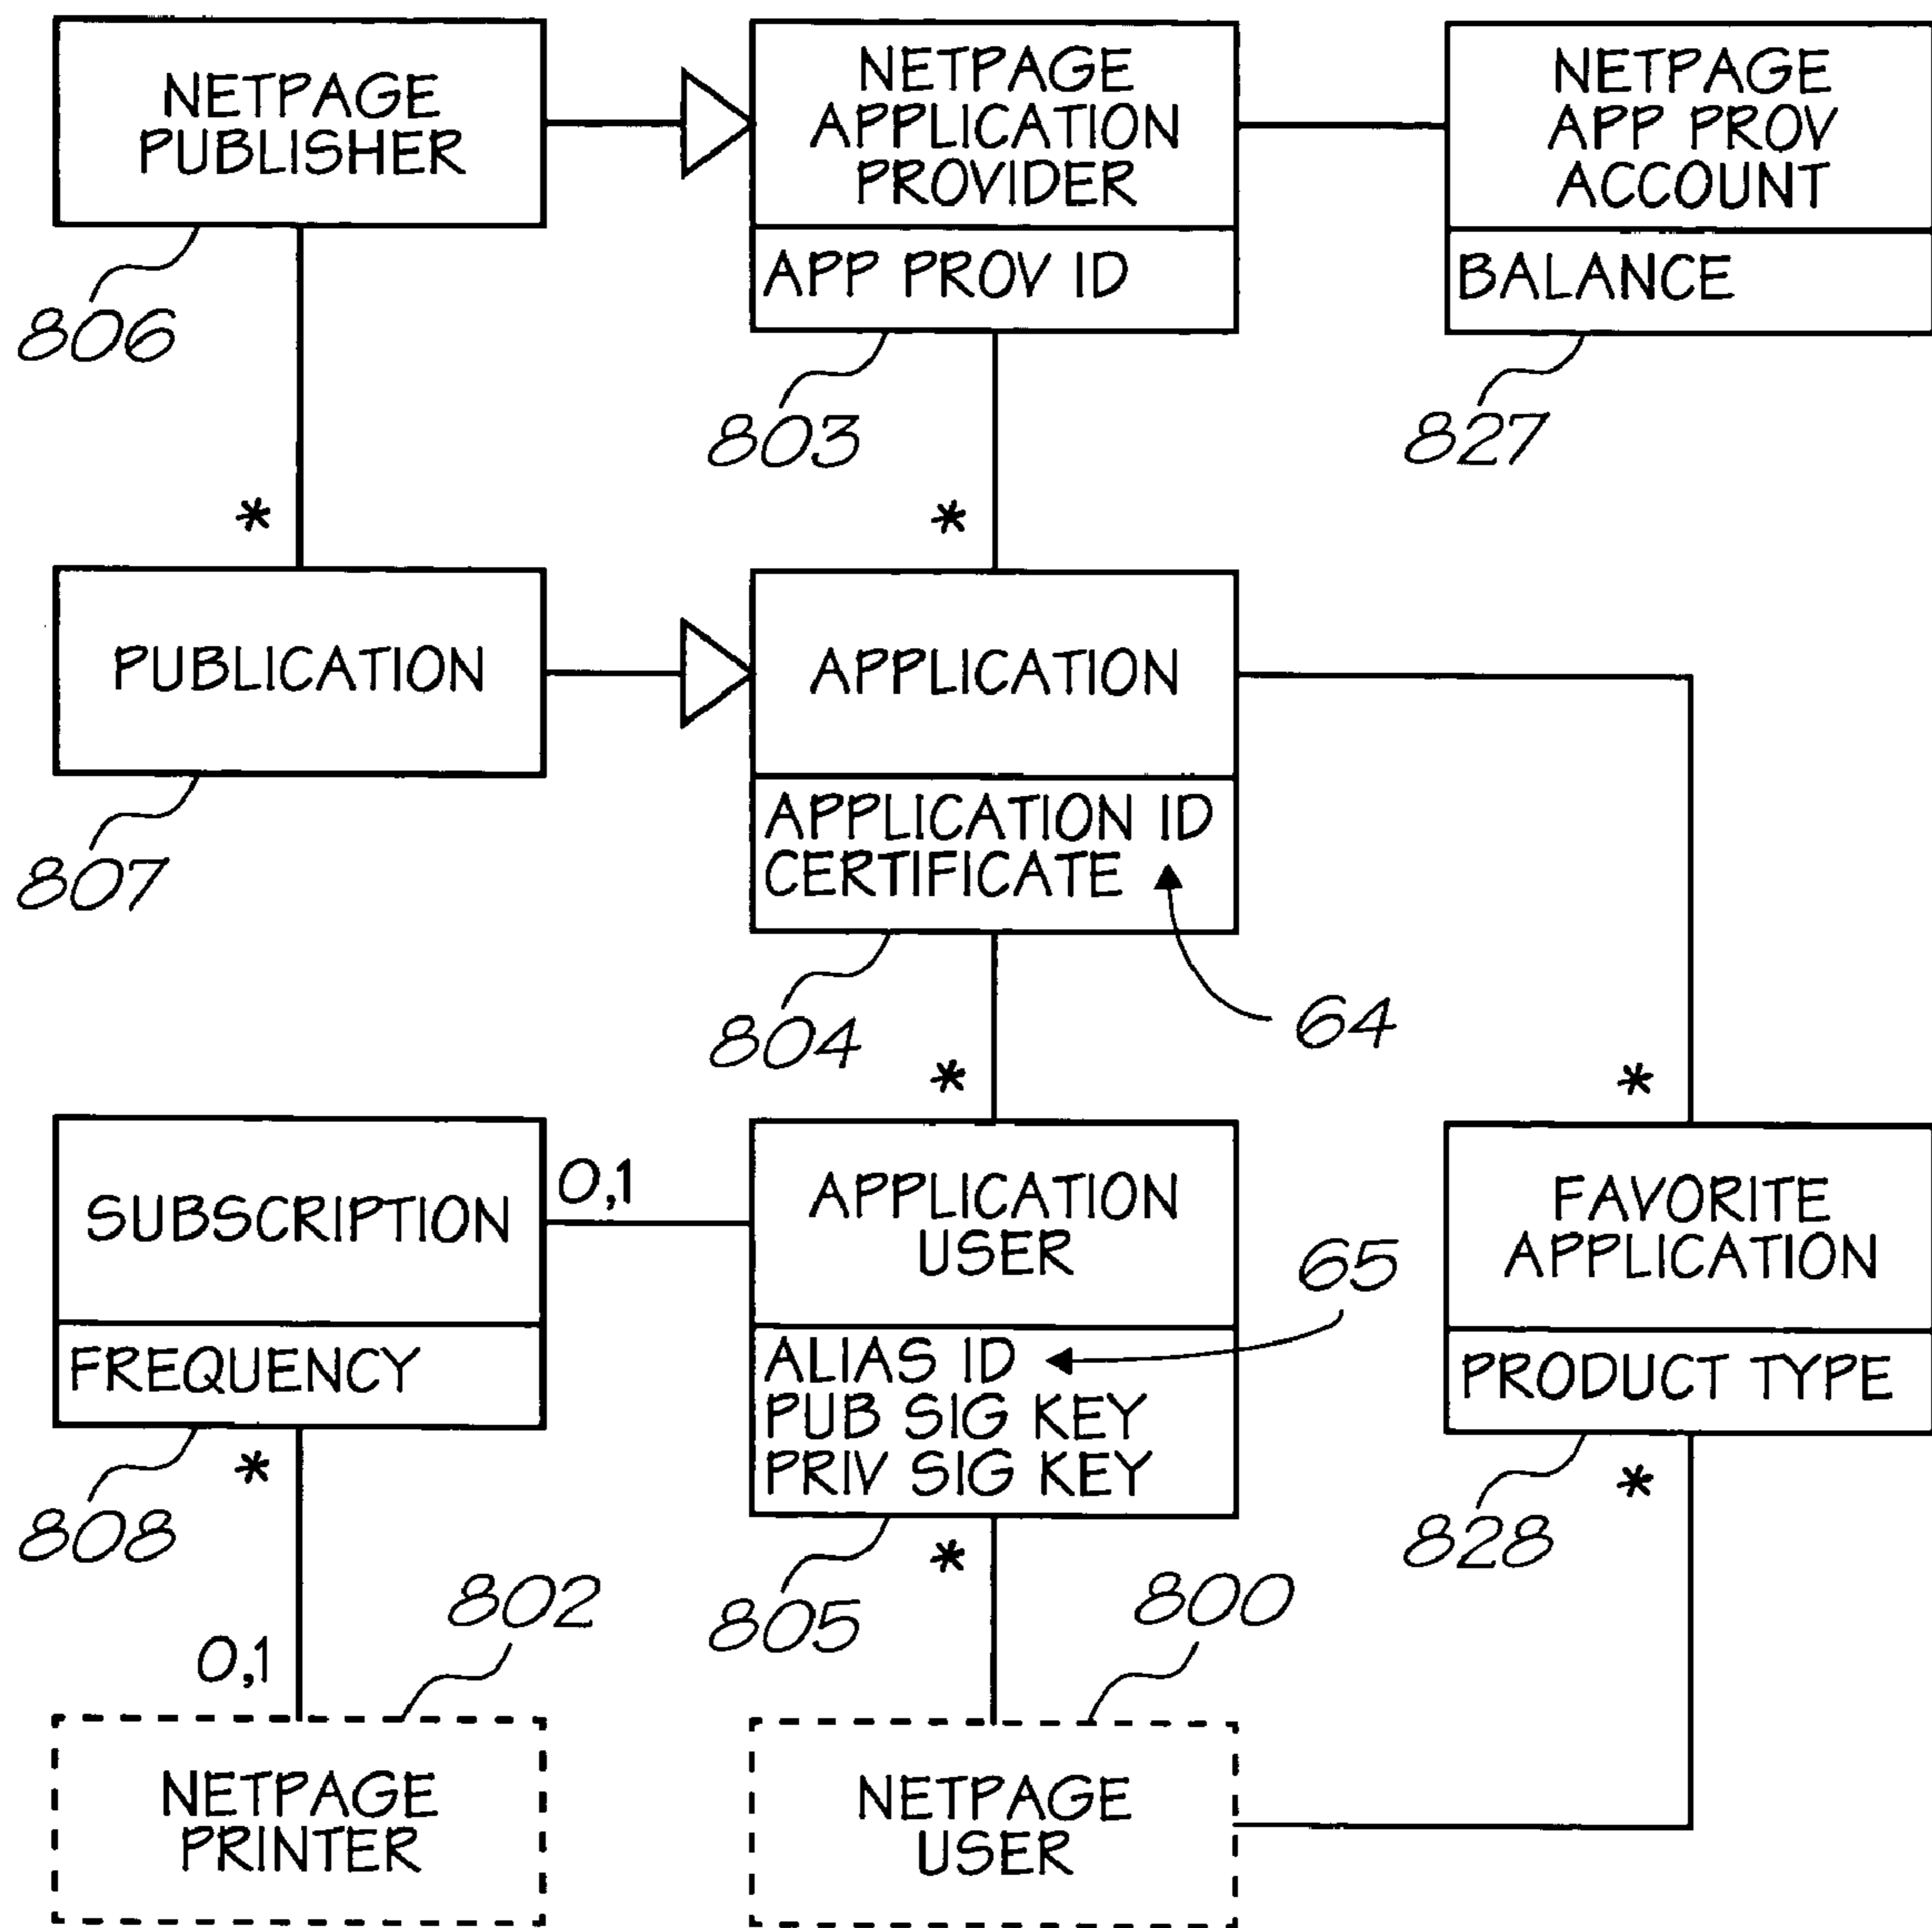 NETPAGE
PUBLISHER
806
NETPAGE
APPLICATION
PROVIDER
APP PROV ID
803
NETPAGE
APP PROV
ACCOUNT
BALANCE
827
*
*
PUBLICATION
807
APPLICATION
APPLICATION ID
CERTIFICATE
804
64
*
*
SUBSCRIPTION
FREQUENCY
808
0,1
APPLICATION
USER
ALIAS ID
PUB SIG KEY
PRIV SIG KEY
805
65
FAVORITE
APPLICATION
PRODUCT TYPE
828
*
*
*
0,1
802
800
NETPAGE
PRINTER
NETPAGE
USER